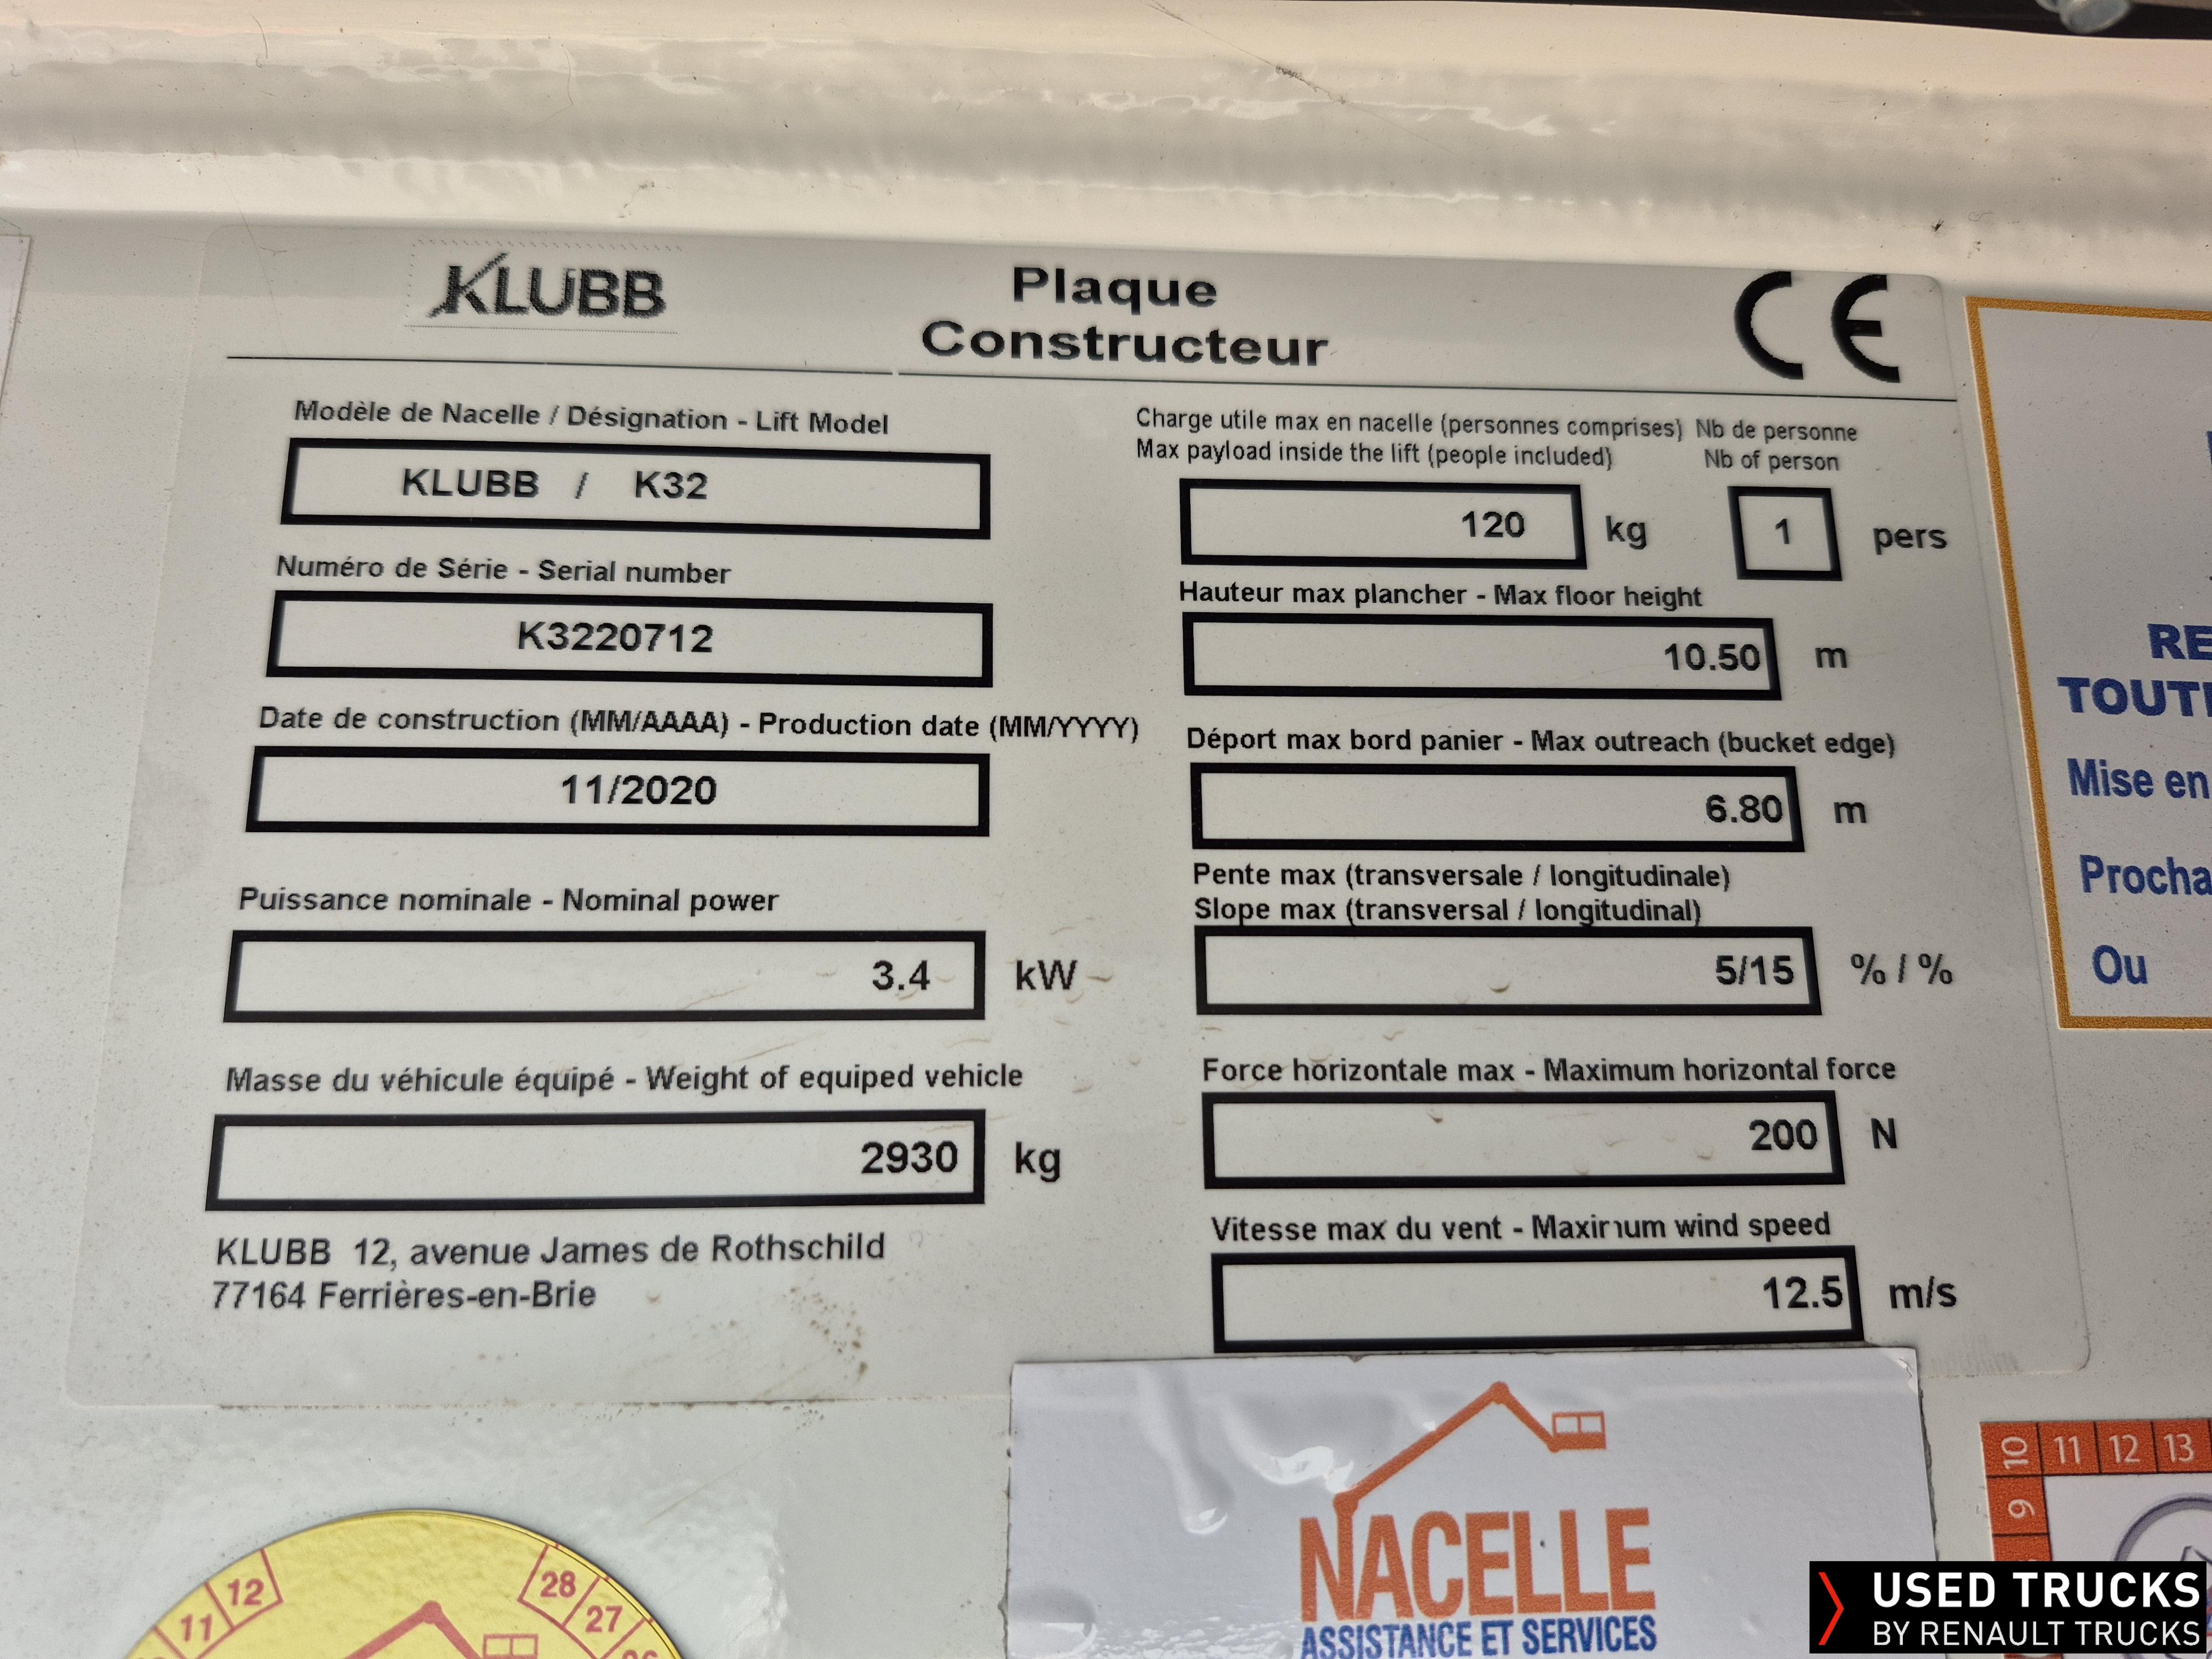 KLUBB
Plaque
Constructeur
CE
Modèle de Nacelle / Désignation - Lift Model
KLUBB / K32
Numéro de Série - Serial number
K3220712
Date de construction (MM/AAAA) - Production date (MM/YYYY)
11/2020
Puissance nominale - Nominal power
3.4 kW
Masse du véhicule équipé - Weight of equiped vehicle
2930 kg
KLUBB 12, avenue James de Rothschild
77164 Ferrières-en-Brie
Charge utile max en nacelle (personnes comprises) Nb de personne
Max payload inside the lift (people included) Nb of person
120 kg 1 pers
Hauteur max plancher - Max floor height
10.50 m
Déport max bord panier - Max outreach (bucket edge)
6.80 m
Pente max (transversale / longitudinale)
Slope max (transversal / longitudinal)
5/15 % / %
Force horizontale max - Maximum horizontal force
200 N
Vitesse max du vent - Maximum wind speed
12.5 m/s
RE
TOUT
Mise en
Procha
Ou
NACELLE
ASSISTANCE ET SERVICES
11 12 28 27
9 10 11 12 13
USED TRUCKS
BY RENAULT TRUCKS